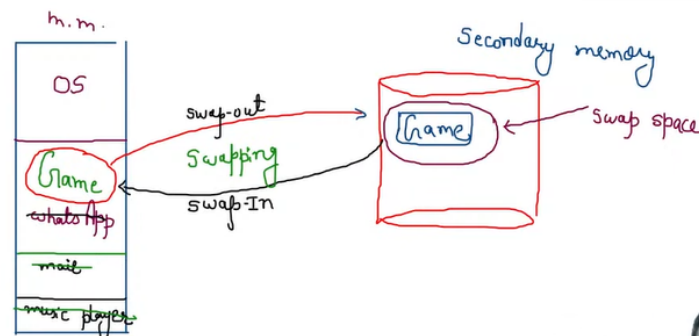 m.m.
Secondary memory
OS
swap-out
Game
swap space
Swapping
Game
swap-In
whatsApp
mail
music player